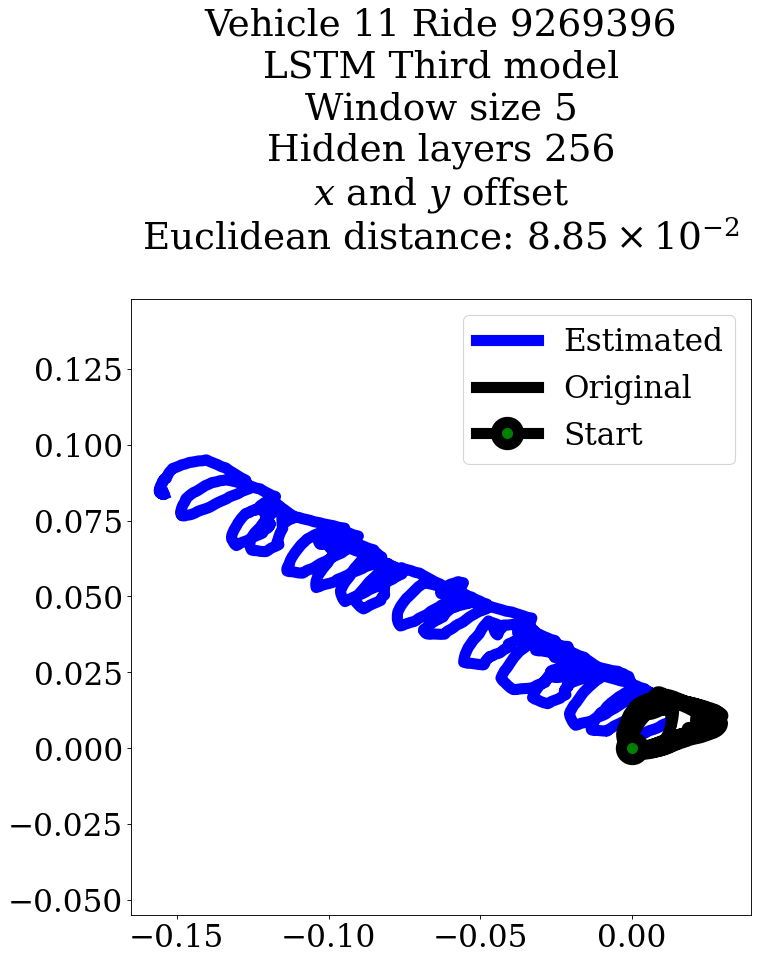 Vehicle 11 Ride 9269396
LSTM Third model
Window size 5
Hidden layers 256
x and y offset
Euclidean distance: 8.85 × 10⁻²
Estimated
Original
Start
0.125
0.100
0.075
0.050
0.025
0.000
−0.025
−0.050
−0.15 −0.10 −0.05 0.00